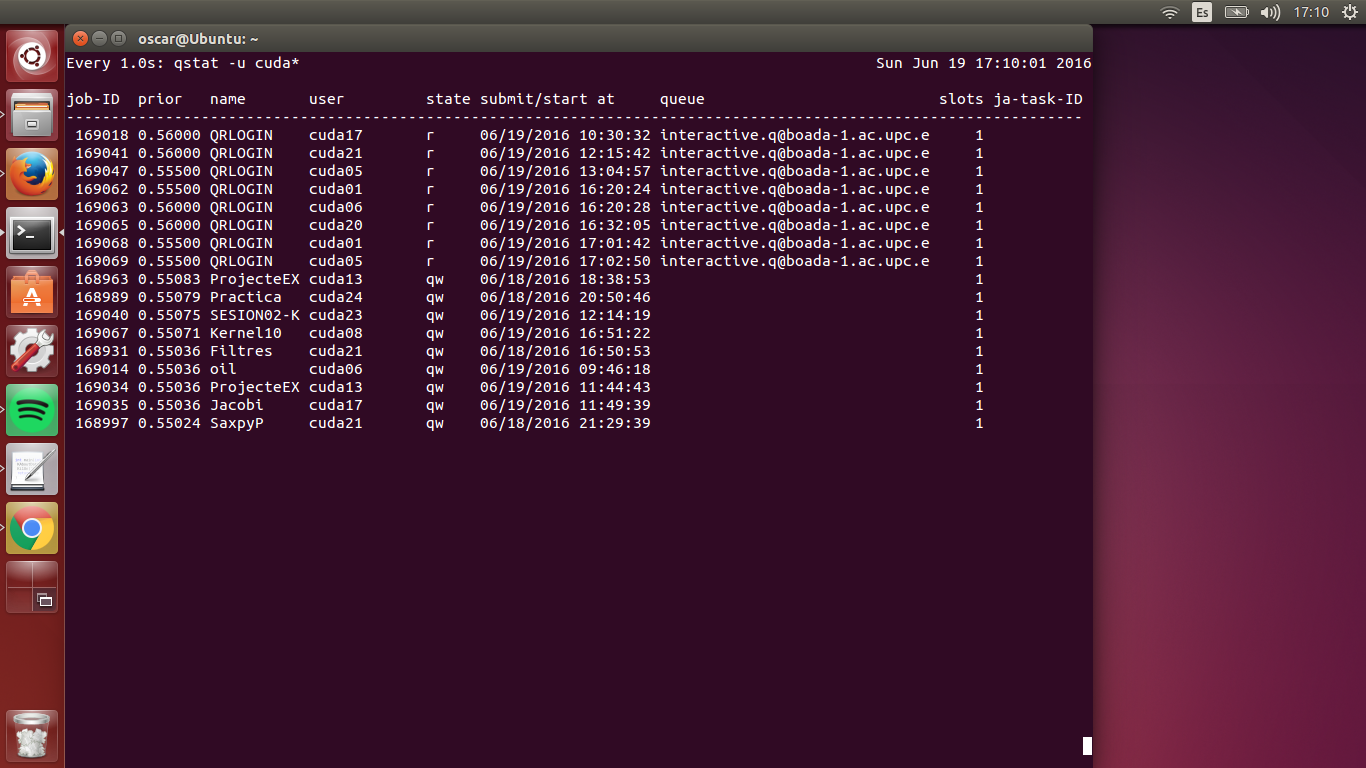 Es 17:10
oscar@Ubuntu: ~
Every 1.0s: qstat -u cuda* Sun Jun 19 17:10:01 2016
job-ID prior name user state submit/start at queue slots ja-task-ID
-----------------------------------------------------------------------------------------------------------------
169018 0.56000 QRLOGIN cuda17 r 06/19/2016 10:30:32 interactive.q@boada-1.ac.upc.e 1
169041 0.56000 QRLOGIN cuda21 r 06/19/2016 12:15:42 interactive.q@boada-1.ac.upc.e 1
169047 0.55500 QRLOGIN cuda05 r 06/19/2016 13:04:57 interactive.q@boada-1.ac.upc.e 1
169062 0.55500 QRLOGIN cuda01 r 06/19/2016 16:20:24 interactive.q@boada-1.ac.upc.e 1
169063 0.56000 QRLOGIN cuda06 r 06/19/2016 16:20:28 interactive.q@boada-1.ac.upc.e 1
169065 0.56000 QRLOGIN cuda20 r 06/19/2016 16:32:05 interactive.q@boada-1.ac.upc.e 1
169068 0.55500 QRLOGIN cuda01 r 06/19/2016 17:01:42 interactive.q@boada-1.ac.upc.e 1
169069 0.55500 QRLOGIN cuda05 r 06/19/2016 17:02:50 interactive.q@boada-1.ac.upc.e 1
168963 0.55083 ProjecteEX cuda13 qw 06/18/2016 18:38:53 1
168989 0.55079 Practica cuda24 qw 06/18/2016 20:50:46 1
169040 0.55075 SESION02-K cuda23 qw 06/19/2016 12:14:19 1
169067 0.55071 Kernel10 cuda08 qw 06/19/2016 16:51:22 1
168931 0.55036 Filtres cuda21 qw 06/18/2016 16:50:53 1
169014 0.55036 oil cuda06 qw 06/19/2016 09:46:18 1
169034 0.55036 ProjecteEX cuda13 qw 06/19/2016 11:44:43 1
169035 0.55036 Jacobi cuda17 qw 06/19/2016 11:49:39 1
168997 0.55024 SaxpyP cuda21 qw 06/18/2016 21:29:39 1